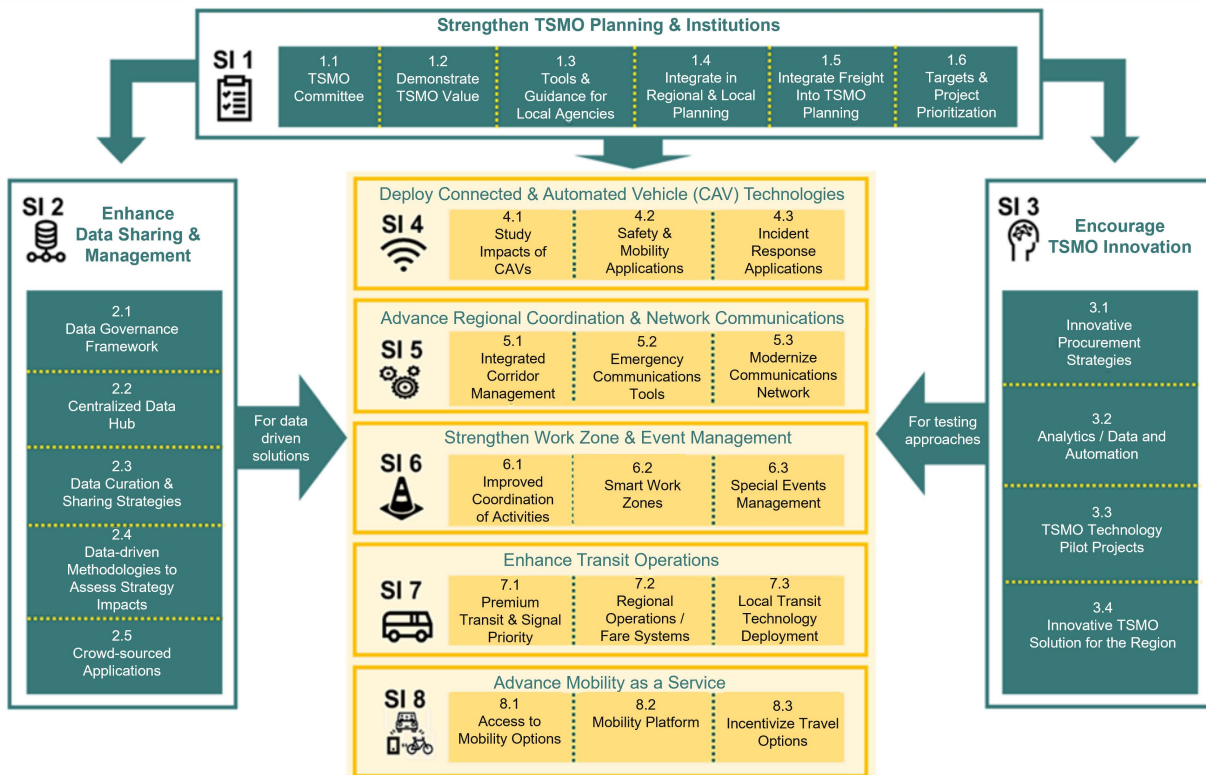 Strengthen TSMO Planning & Institutions
SI 1
1.1
TSMO
Committee
1.2
Demonstrate
TSMO Value
1.3
Tools &
Guidance for
Local Agencies
1.4
Integrate in
Regional & Local
Planning
1.5
Integrate Freight
Into TSMO
Planning
1.6
Targets &
Project
Prioritization
SI 2
Enhance
Data Sharing &
Management
2.1
Data Governance
Framework
2.2
Centralized Data
Hub
2.3
Data Curation &
Sharing Strategies
2.4
Data-driven
Methodologies to
Assess Strategy
Impacts
2.5
Crowd-sourced
Applications
For data
driven
solutions
Deploy Connected & Automated Vehicle (CAV) Technologies
SI 4
4.1
Study
Impacts of
CAVs
4.2
Safety &
Mobility
Applications
4.3
Incident
Response
Applications
Advance Regional Coordination & Network Communications
SI 5
5.1
Integrated
Corridor
Management
5.2
Emergency
Communications
Tools
5.3
Modernize
Communications
Network
Strengthen Work Zone & Event Management
SI 6
6.1
Improved
Coordination
of Activities
6.2
Smart Work
Zones
6.3
Special Events
Management
Enhance Transit Operations
SI 7
7.1
Premium
Transit & Signal
Priority
7.2
Regional
Operations /
Fare Systems
7.3
Local Transit
Technology
Deployment
Advance Mobility as a Service
SI 8
8.1
Access to
Mobility Options
8.2
Mobility Platform
8.3
Incentivize Travel
Options
For testing
approaches
SI 3
Encourage
TSMO Innovation
3.1
Innovative
Procurement
Strategies
3.2
Analytics / Data and
Automation
3.3
TSMO Technology
Pilot Projects
3.4
Innovative TSMO
Solution for the Region